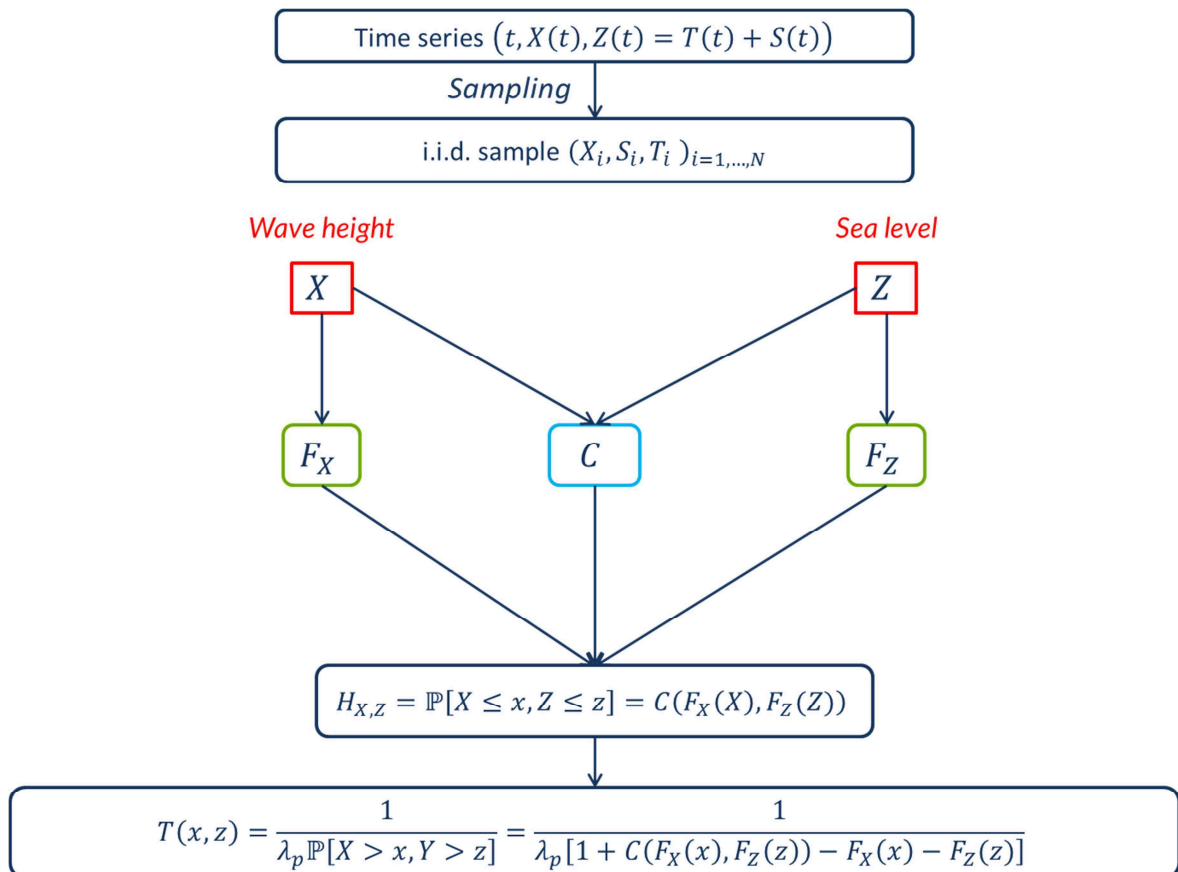 Time series (t, X(t), Z(t) = T(t) + S(t))
Sampling
i.i.d. sample (X_i, S_i, T_i )_{i=1,…,N}
Wave height Sea level
X Z
F_X C F_Z
H_{X,Z} = ℙ[X ≤ x, Z ≤ z] = C(F_X(X), F_Z(Z))
T(x, z) = 1 / λ_p ℙ[X > x, Y > z] = 1 / λ_p[1 + C(F_X(x), F_Z(z)) − F_X(x) − F_Z(z)]